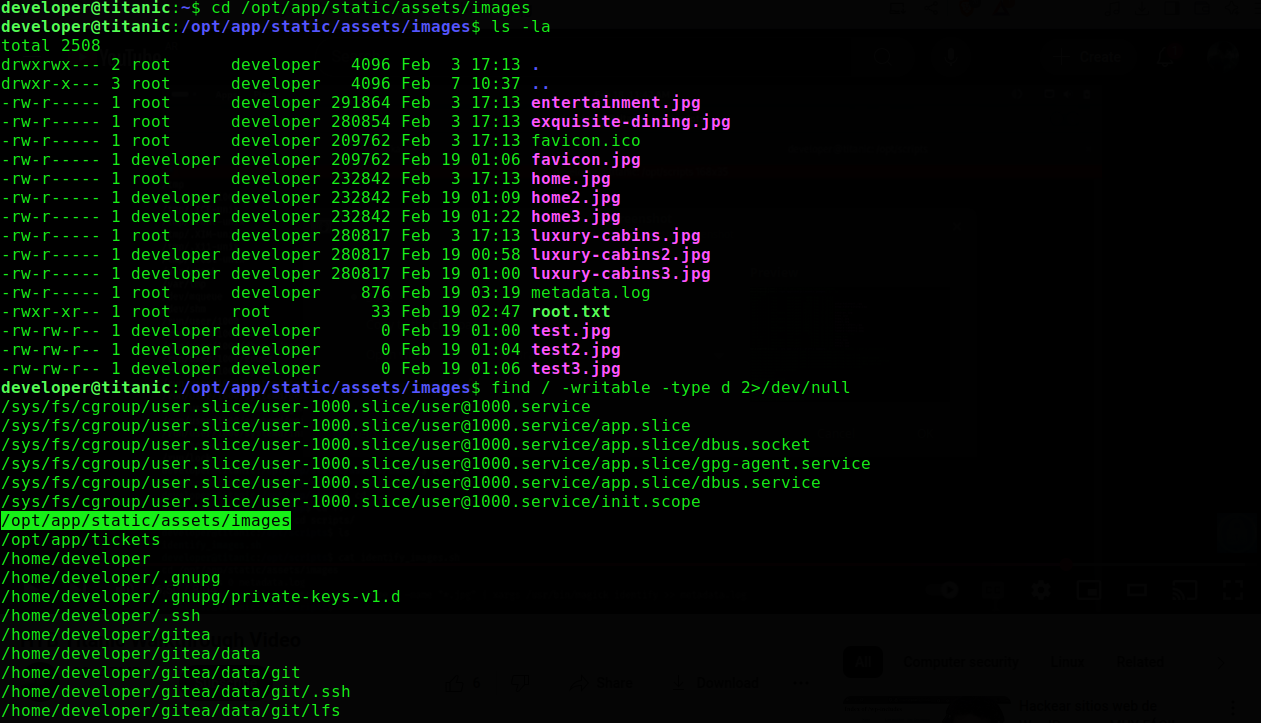 developer@titanic:~$ cd /opt/app/static/assets/images
developer@titanic:/opt/app/static/assets/images$ ls -la
total 2508
drwxrwx--- 2 root      developer   4096 Feb  3 17:13 .
drwxr-x--- 3 root      developer   4096 Feb  7 10:37 ..
-rw-r----- 1 root      developer 291864 Feb  3 17:13 entertainment.jpg
-rw-r----- 1 root      developer 280854 Feb  3 17:13 exquisite-dining.jpg
-rw-r----- 1 root      developer 209762 Feb  3 17:13 favicon.ico
-rw-r----- 1 developer developer 209762 Feb 19 01:06 favicon.jpg
-rw-r----- 1 root      developer 232842 Feb  3 17:13 home.jpg
-rw-r----- 1 developer developer 232842 Feb 19 01:09 home2.jpg
-rw-r----- 1 developer developer 232842 Feb 19 01:22 home3.jpg
-rw-r----- 1 root      developer 280817 Feb  3 17:13 luxury-cabins.jpg
-rw-r----- 1 developer developer 280817 Feb 19 00:58 luxury-cabins2.jpg
-rw-r----- 1 developer developer 280817 Feb 19 01:00 luxury-cabins3.jpg
-rw-r----- 1 root      developer    876 Feb 19 03:19 metadata.log
-rwxr-xr-- 1 root      root          33 Feb 19 02:47 root.txt
-rw-rw-r-- 1 developer developer      0 Feb 19 01:00 test.jpg
-rw-rw-r-- 1 developer developer      0 Feb 19 01:04 test2.jpg
-rw-rw-r-- 1 developer developer      0 Feb 19 01:06 test3.jpg
developer@titanic:/opt/app/static/assets/images$ find / -writable -type d 2>/dev/null
/sys/fs/cgroup/user.slice/user-1000.slice/user@1000.service
/sys/fs/cgroup/user.slice/user-1000.slice/user@1000.service/app.slice
/sys/fs/cgroup/user.slice/user-1000.slice/user@1000.service/app.slice/dbus.socket
/sys/fs/cgroup/user.slice/user-1000.slice/user@1000.service/app.slice/gpg-agent.service
/sys/fs/cgroup/user.slice/user-1000.slice/user@1000.service/app.slice/dbus.service
/sys/fs/cgroup/user.slice/user-1000.slice/user@1000.service/init.scope
/opt/app/static/assets/images
/opt/app/tickets
/home/developer
/home/developer/.gnupg
/home/developer/.gnupg/private-keys-v1.d
/home/developer/.ssh
/home/developer/gitea
/home/developer/gitea/data
/home/developer/gitea/data/git
/home/developer/gitea/data/git/.ssh
/home/developer/gitea/data/git/lfs
Create
Video
All
Computer security
Linux
Related
6
Share
Download